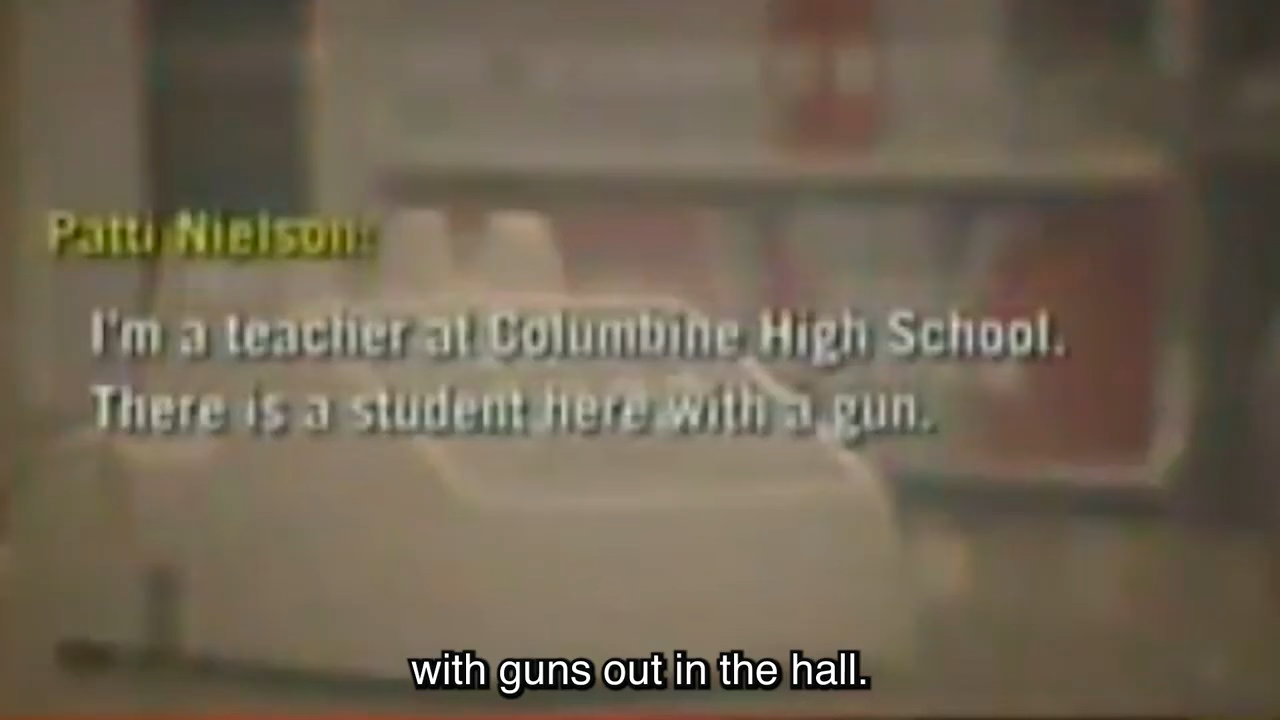 Patti Nielson:
I'm a teacher at Columbine High School.
There is a student here with a gun.
with guns out in the hall.